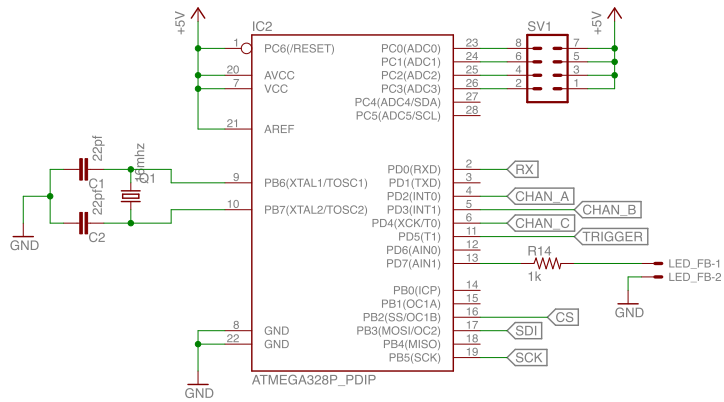 +5V
IC2
+5V
SV1
1 PC6(/RESET)
PC0(ADC0) 23 8 7
20 AVCC
PC1(ADC1) 24 6 5
7 VCC
PC2(ADC2) 25 4 3
PC3(ADC3) 26 2 1
PC4(ADC4/SDA) 27
PC5(ADC5/SCL) 28
21 AREF
22pf
C1
16mhz
Q1
9 PB6(XTAL1/TOSC1)
22pf
C2
10 PB7(XTAL2/TOSC2)
GND
PD0(RXD) 2 RX
PD1(TXD) 3
PD2(INT0) 4 CHAN_A
PD3(INT1) 5 CHAN_B
PD4(XCK/T0) 6 CHAN_C
PD5(T1) 11 TRIGGER
PD6(AIN0) 12
PD7(AIN1) 13
R14
1k
LED_FB-1
LED_FB-2
GND
PB0(ICP) 14
PB1(OC1A) 15
PB2(SS/OC1B) 16 CS
8 GND
PB3(MOSI/OC2) 17 SDI
22 GND
PB4(MISO) 18
PB5(SCK) 19 SCK
GND
ATMEGA328P_PDIP